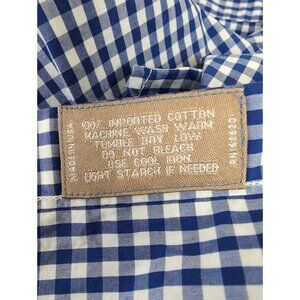 MADE IN U.S.A.
100% IMPORTED COTTON
MACHINE WASH WARM
TUMBLE DRY LOW
DO NOT BLEACH
USE COOL IRON
LIGHT STARCH IF NEEDED